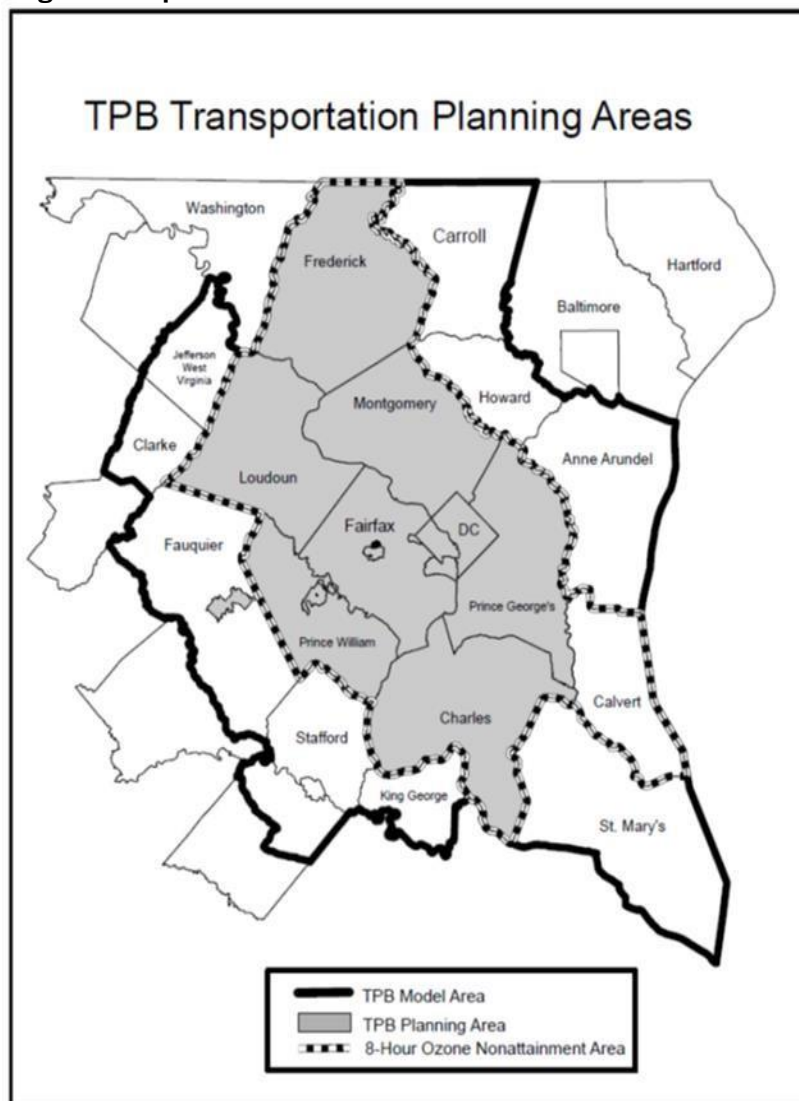 TPB Transportation Planning Areas
Washington
Frederick
Carroll
Hartford
Baltimore
Jefferson
West
Virginia
Howard
Montgomery
Clarke
Anne Arundel
Loudoun
Fairfax
DC
Fauquier
Prince George's
Prince William
Calvert
Charles
Stafford
King George
St. Mary's
TPB Model Area
TPB Planning Area
8-Hour Ozone Nonattainment Area